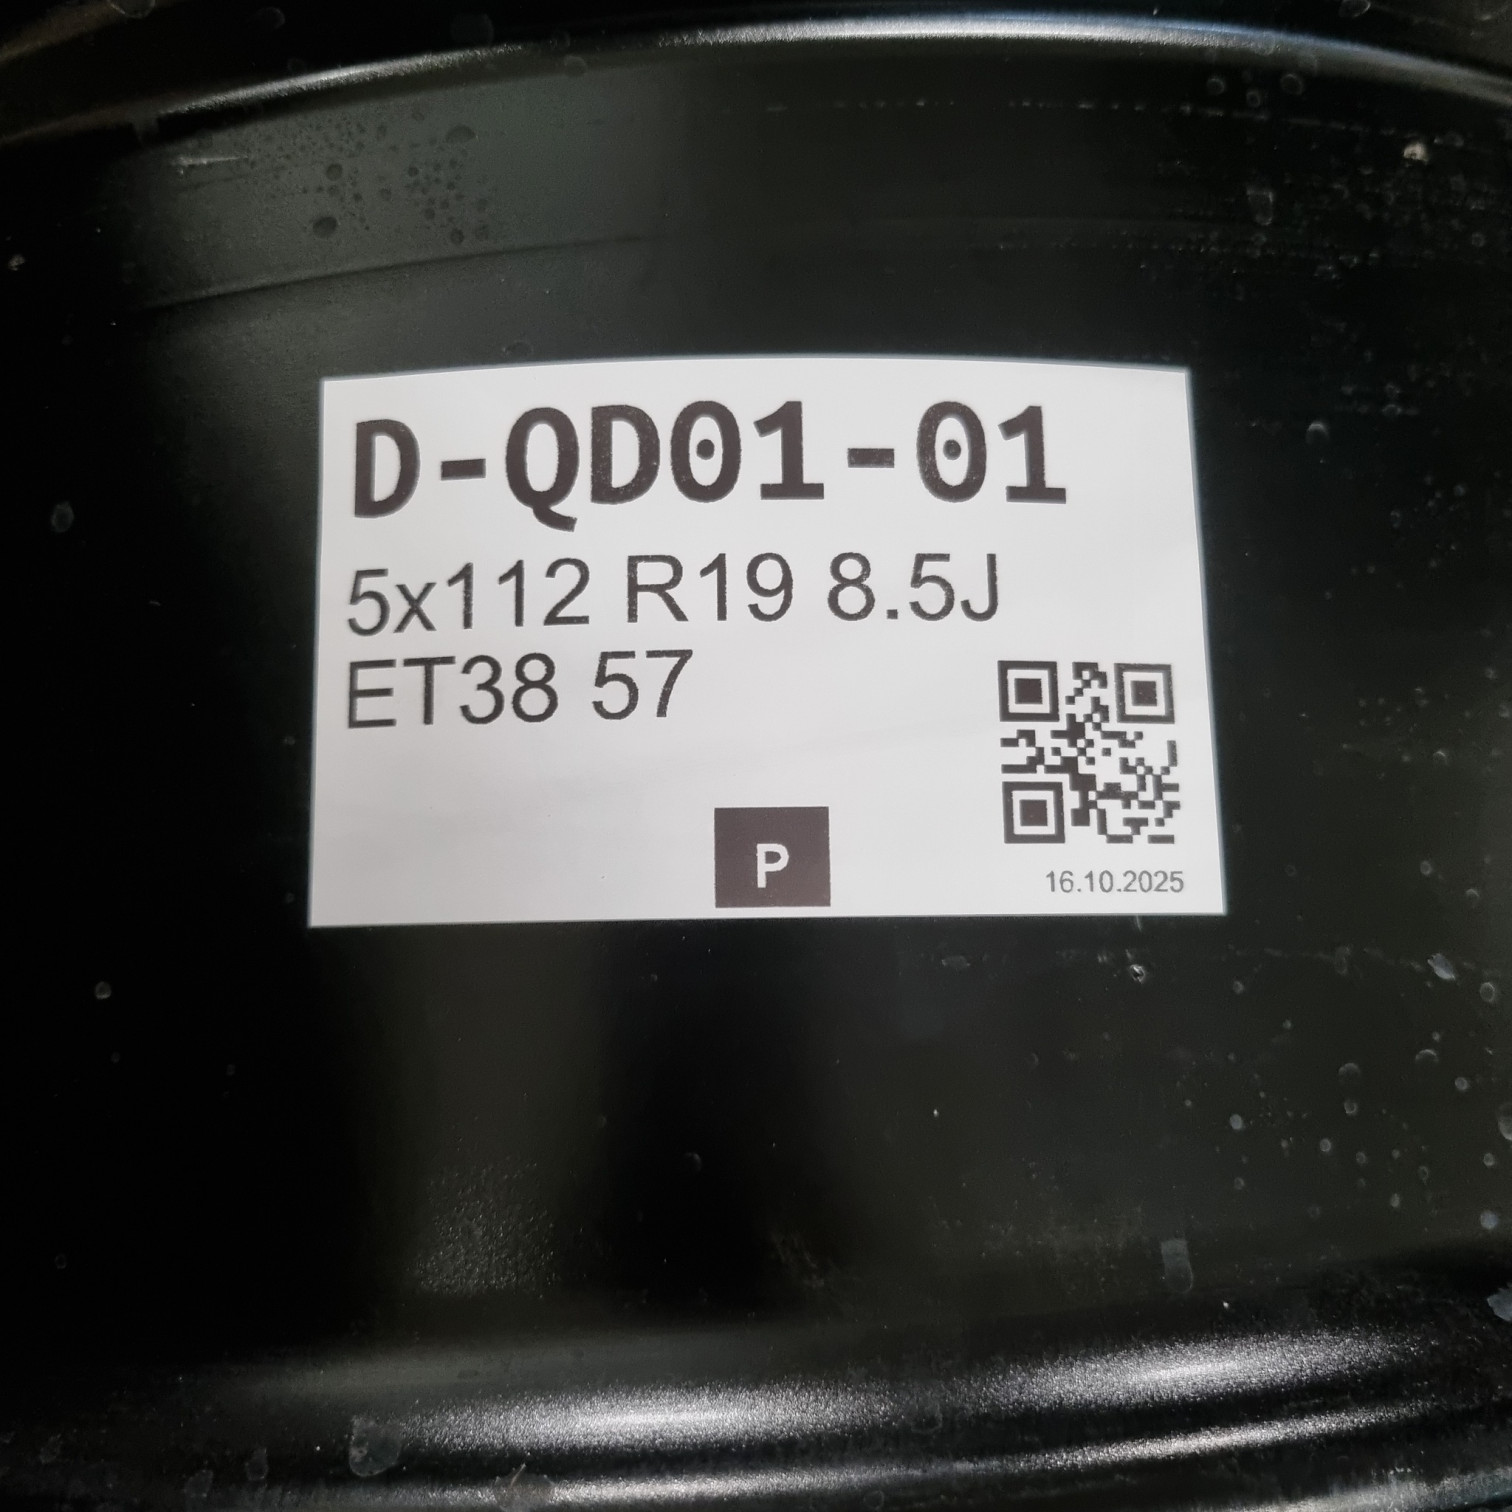 D-QD01-01
5x112 R19 8.5J
ET38 57
P
16.10.2025